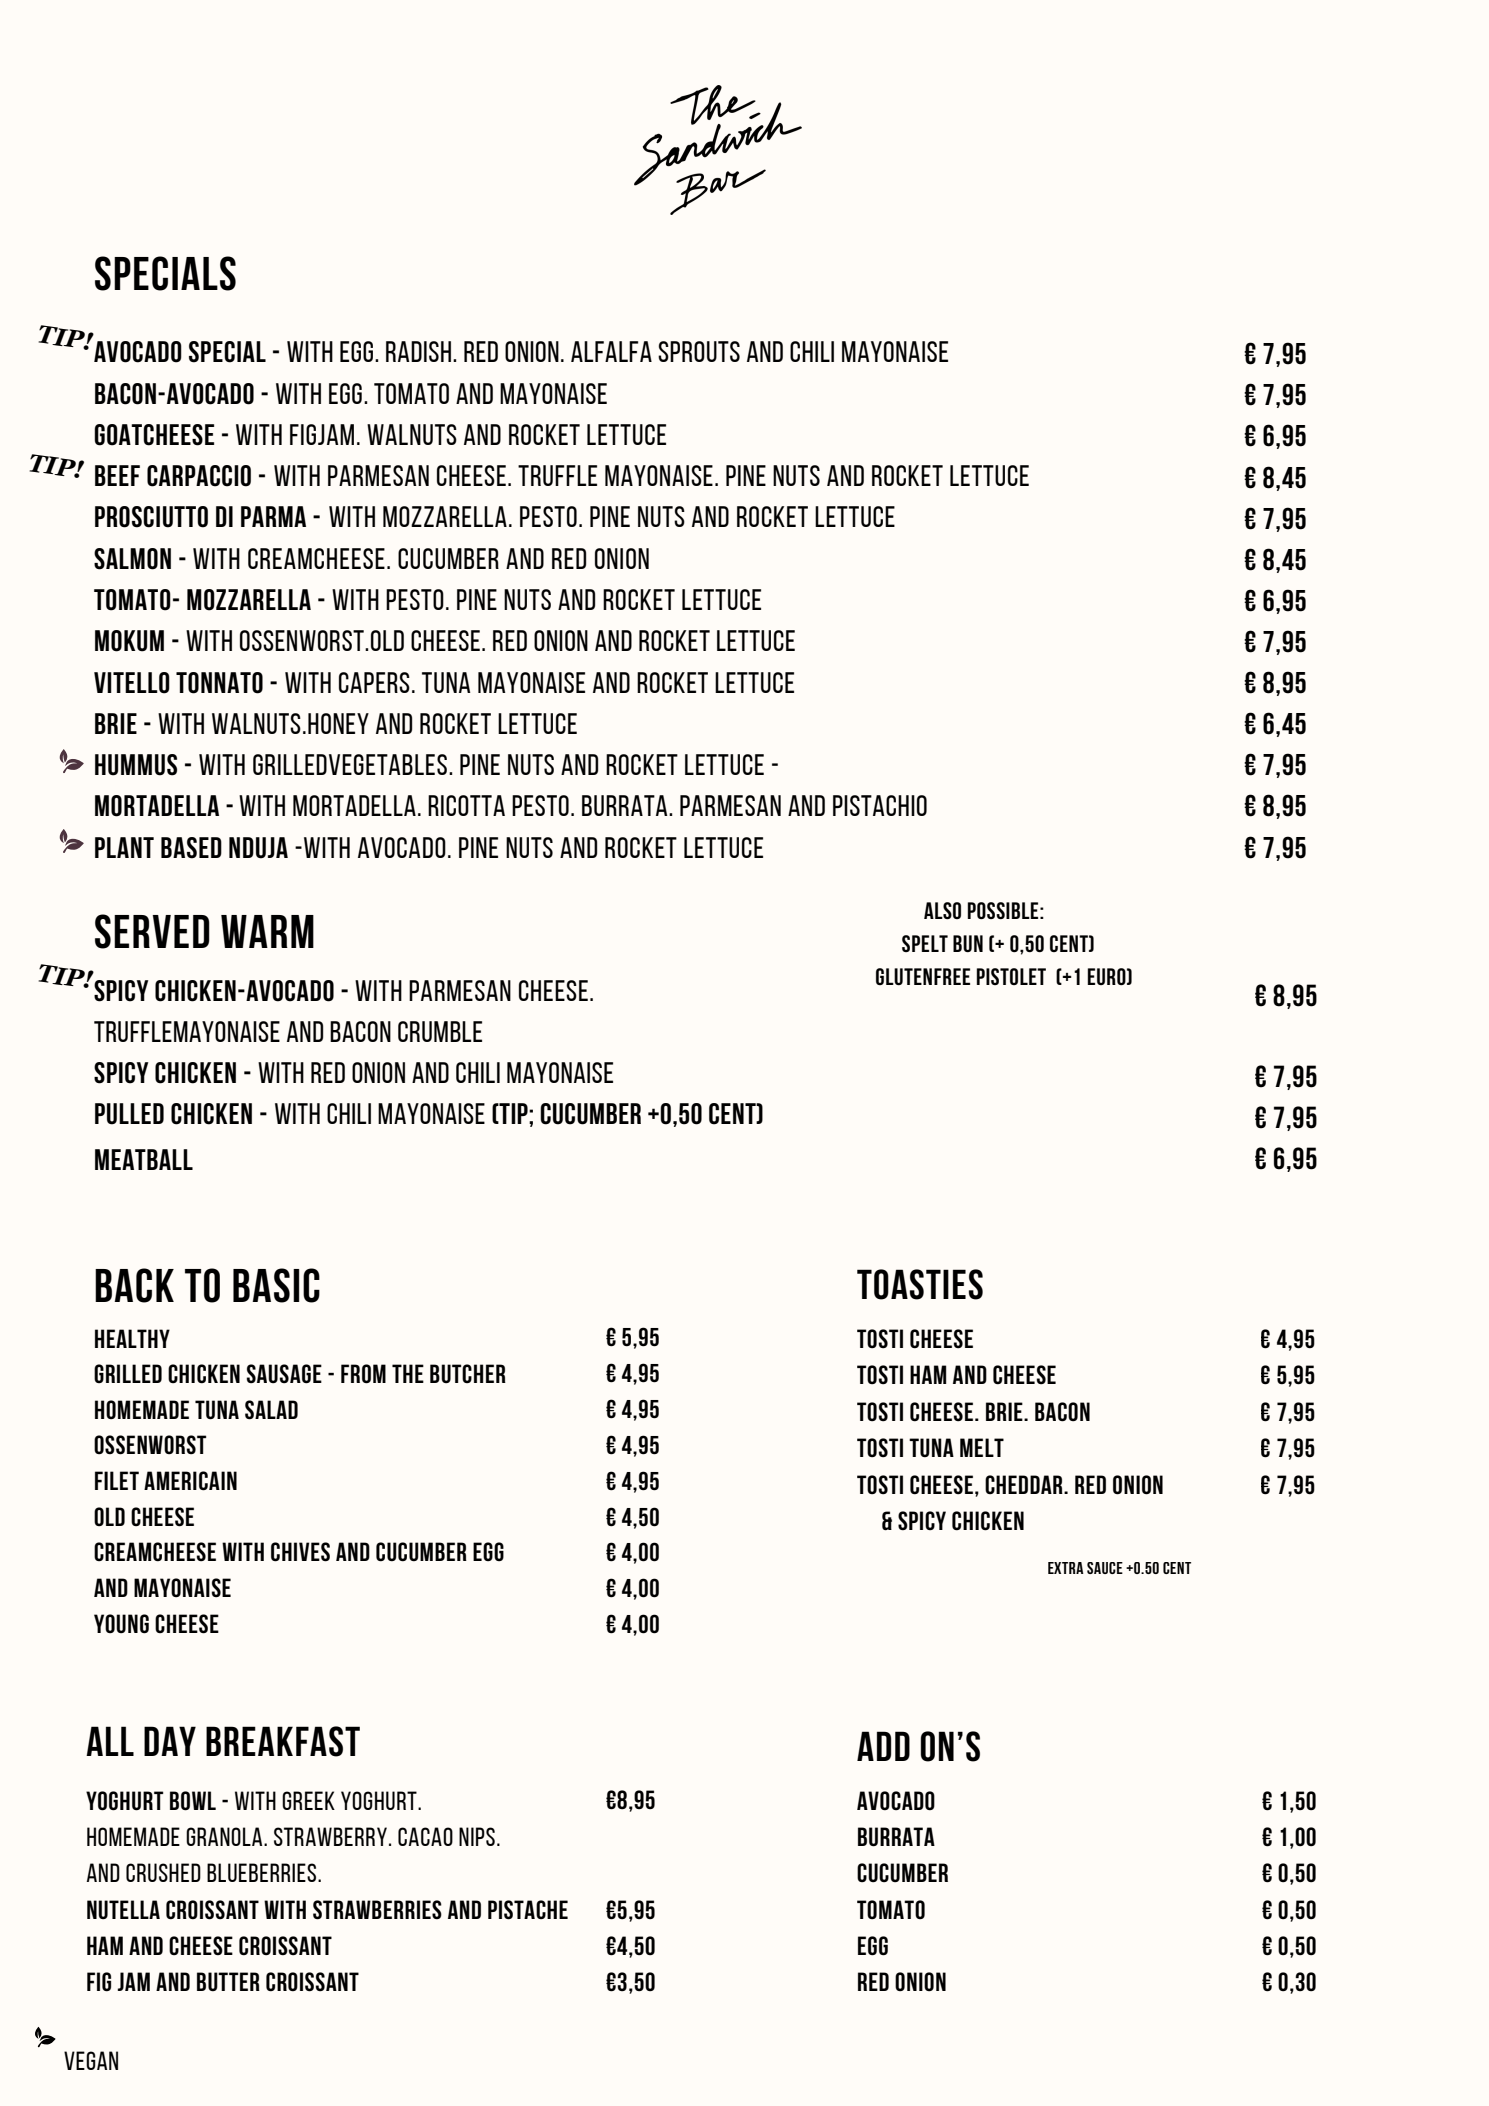 The
Sandwich
Bar
SPECIALS
TIP!
AVOCADO SPECIAL - WITH EGG. RADISH. RED ONION. ALFALFA SPROUTS AND CHILI MAYONAISE € 7,95
BACON-AVOCADO - WITH EGG. TOMATO AND MAYONAISE € 7,95
GOATCHEESE - WITH FIGJAM. WALNUTS AND ROCKET LETTUCE € 6,95
TIP!
BEEF CARPACCIO - WITH PARMESAN CHEESE. TRUFFLE MAYONAISE. PINE NUTS AND ROCKET LETTUCE € 8,45
PROSCIUTTO DI PARMA - WITH MOZZARELLA. PESTO. PINE NUTS AND ROCKET LETTUCE € 7,95
SALMON - WITH CREAMCHEESE. CUCUMBER AND RED ONION € 8,45
TOMATO- MOZZARELLA - WITH PESTO. PINE NUTS AND ROCKET LETTUCE € 6,95
MOKUM - WITH OSSENWORST.OLD CHEESE. RED ONION AND ROCKET LETTUCE € 7,95
VITELLO TONNATO - WITH CAPERS. TUNA MAYONAISE AND ROCKET LETTUCE € 8,95
BRIE - WITH WALNUTS.HONEY AND ROCKET LETTUCE € 6,45
HUMMUS - WITH GRILLEDVEGETABLES. PINE NUTS AND ROCKET LETTUCE - € 7,95
MORTADELLA - WITH MORTADELLA. RICOTTA PESTO. BURRATA. PARMESAN AND PISTACHIO € 8,95
PLANT BASED NDUJA -WITH AVOCADO. PINE NUTS AND ROCKET LETTUCE € 7,95
ALSO POSSIBLE:
SPELT BUN (+ 0,50 CENT)
GLUTENFREE PISTOLET (+1 EURO)
SERVED WARM
TIP!
SPICY CHICKEN-AVOCADO - WITH PARMESAN CHEESE. € 8,95
TRUFFLEMAYONAISE AND BACON CRUMBLE
SPICY CHICKEN - WITH RED ONION AND CHILI MAYONAISE € 7,95
PULLED CHICKEN - WITH CHILI MAYONAISE (TIP; CUCUMBER +0,50 CENT) € 7,95
MEATBALL € 6,95
BACK TO BASIC
HEALTHY € 5,95
GRILLED CHICKEN SAUSAGE - FROM THE BUTCHER € 4,95
HOMEMADE TUNA SALAD € 4,95
OSSENWORST € 4,95
FILET AMERICAIN € 4,95
OLD CHEESE € 4,50
CREAMCHEESE WITH CHIVES AND CUCUMBER EGG € 4,00
AND MAYONAISE € 4,00
YOUNG CHEESE € 4,00
TOASTIES
TOSTI CHEESE € 4,95
TOSTI HAM AND CHEESE € 5,95
TOSTI CHEESE. BRIE. BACON € 7,95
TOSTI TUNA MELT € 7,95
TOSTI CHEESE, CHEDDAR. RED ONION € 7,95
& SPICY CHICKEN
EXTRA SAUCE +0.50 CENT
ALL DAY BREAKFAST
YOGHURT BOWL - WITH GREEK YOGHURT. €8,95
HOMEMADE GRANOLA. STRAWBERRY. CACAO NIPS.
AND CRUSHED BLUEBERRIES.
NUTELLA CROISSANT WITH STRAWBERRIES AND PISTACHE €5,95
HAM AND CHEESE CROISSANT €4,50
FIG JAM AND BUTTER CROISSANT €3,50
ADD ON'S
AVOCADO € 1,50
BURRATA € 1,00
CUCUMBER € 0,50
TOMATO € 0,50
EGG € 0,50
RED ONION € 0,30
VEGAN